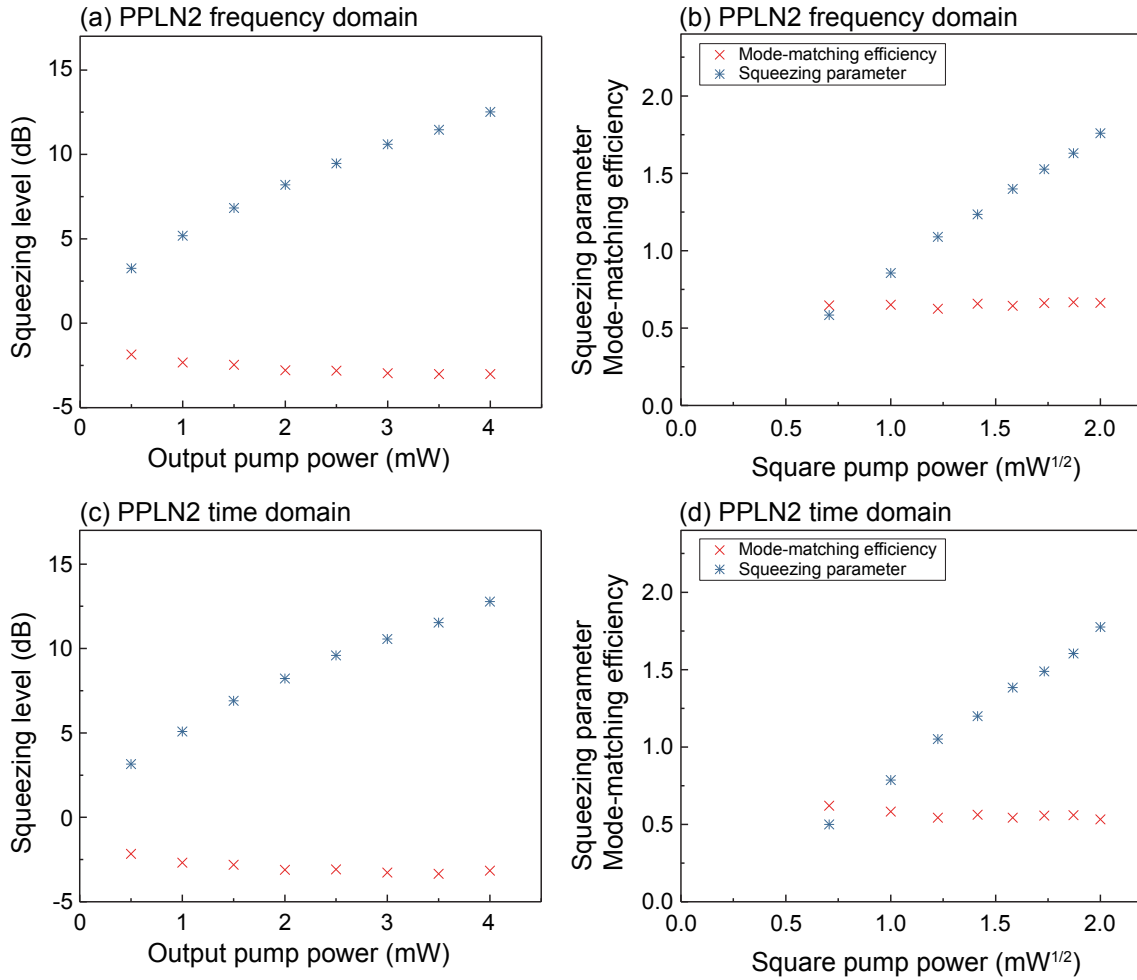 (a) PPLN2 frequency domain
Squeezing level (dB)
15
10
5
0
-5
0
1
2
3
4
Output pump power (mW)
(b) PPLN2 frequency domain
Mode-matching efficiency
Squeezing parameter
Squeezing parameter
Mode-matching efficiency
2.0
1.5
1.0
0.5
0.0
0.0
0.5
1.0
1.5
2.0
Square pump power (mW^1/2)
(c) PPLN2 time domain
Squeezing level (dB)
15
10
5
0
-5
0
1
2
3
4
Output pump power (mW)
(d) PPLN2 time domain
Mode-matching efficiency
Squeezing parameter
Squeezing parameter
Mode-matching efficiency
2.0
1.5
1.0
0.5
0.0
0.0
0.5
1.0
1.5
2.0
Square pump power (mW^1/2)